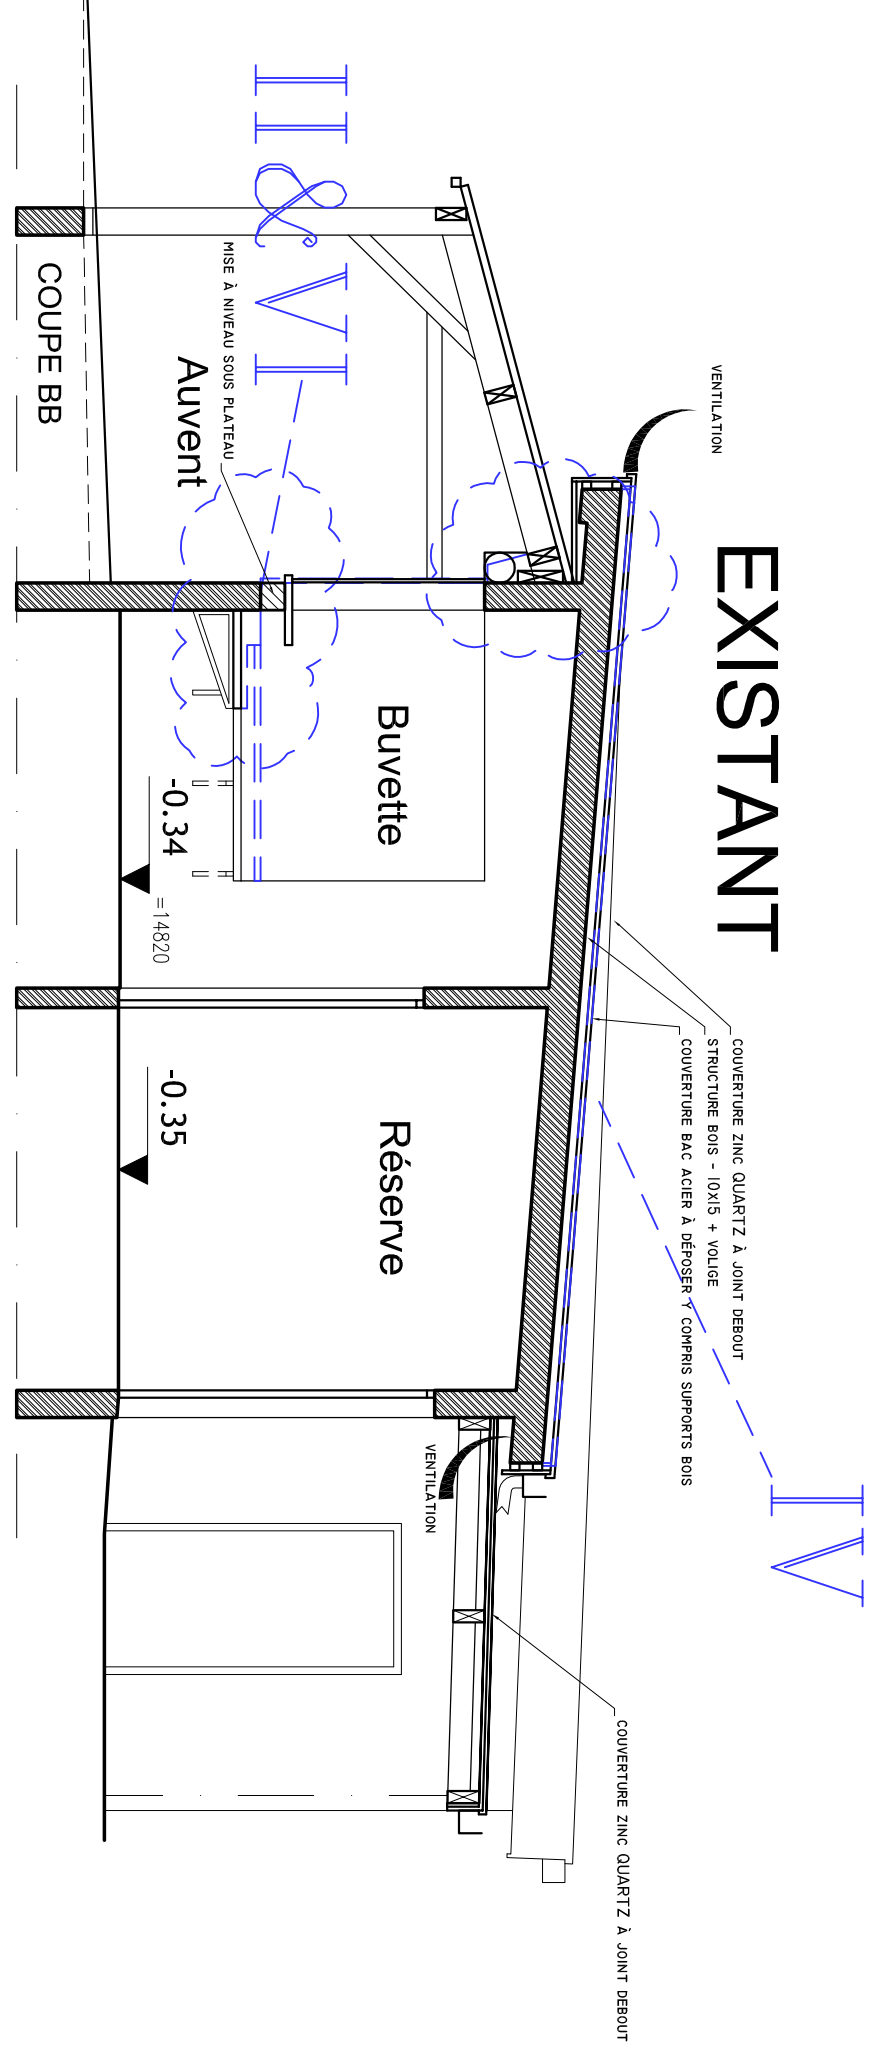 EXISTANT
VENTILATION
COUVERTURE ZINC QUARTZ À JOINT DEBOUT
STRUCTURE BOIS - 10X15 + VOLIGE
COUVERTURE BAC ACIER À DÉPOSER Y COMPRIS SUPPORTS BOIS
IV
COUVERTURE ZINC QUARTZ À JOINT DEBOUT
VENTILATION
II & VI
MISE À NIVEAU SOUS PLATEAU
Auvent
Buvette
Réserve
-0.34
=14820
-0.35
COUPE BB